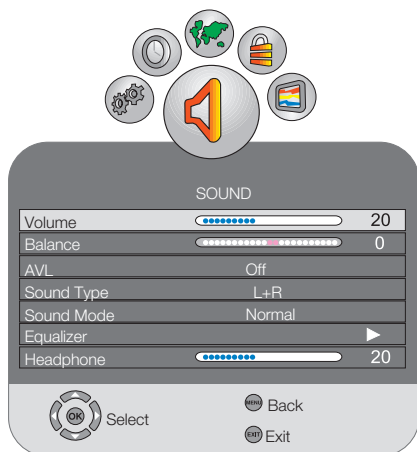 SOUND
Volume 20
Balance 0
AVL Off
Sound Type L+R
Sound Mode Normal
Equalizer
Headphone 20
OK Select
MENU Back
EXIT Exit